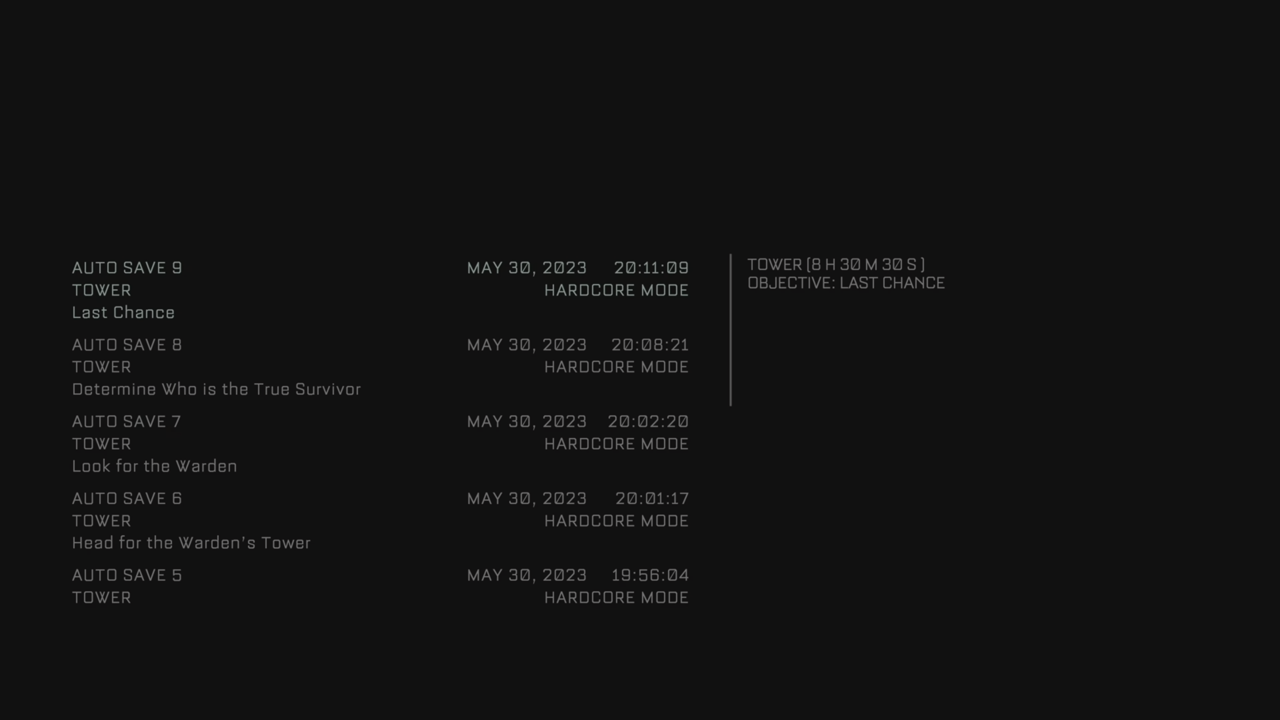 AUTO SAVE 9 MAY 30, 2023 20:11:09
TOWER HARDCORE MODE
Last Chance
AUTO SAVE 8 MAY 30, 2023 20:08:21
TOWER HARDCORE MODE
Determine Who is the True Survivor
AUTO SAVE 7 MAY 30, 2023 20:02:20
TOWER HARDCORE MODE
Look for the Warden
AUTO SAVE 6 MAY 30, 2023 20:01:17
TOWER HARDCORE MODE
Head for the Warden's Tower
AUTO SAVE 5 MAY 30, 2023 19:56:04
TOWER HARDCORE MODE
TOWER (8 H 30 M 30 S )
OBJECTIVE: LAST CHANCE